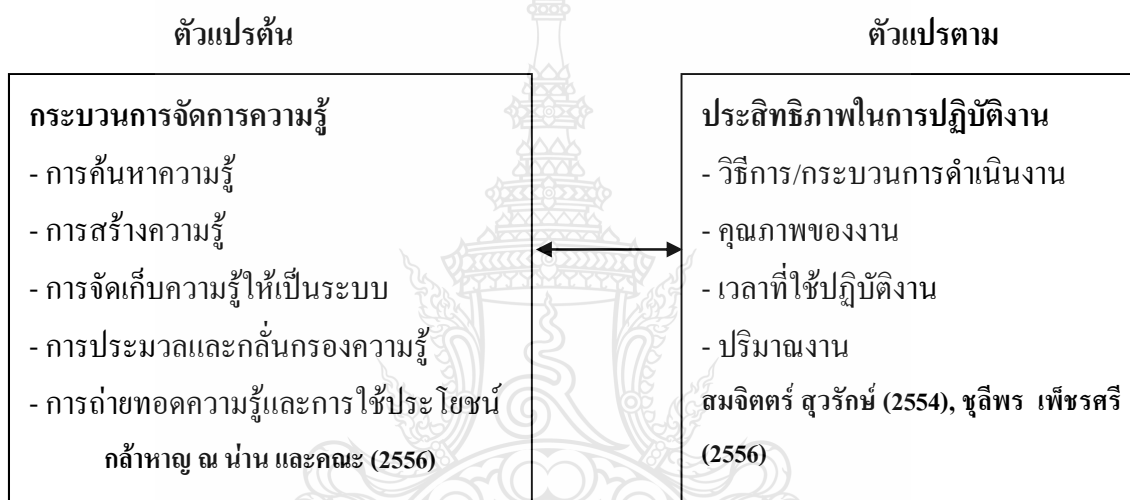 ตัวแปรต้น
ตัวแปรตาม
กระบวนการจัดการความรู้
- การค้นหาความรู้
- การสร้างความรู้
- การจัดเก็บความรู้ให้เป็นระบบ
- การประมวลและกลั่นกรองความรู้
- การถ่ายทอดความรู้และการใช้ประโยชน์
กล้าหาญ ณ น่าน และคณะ (2556)
ประสิทธิภาพในการปฏิบัติงาน
- วิธีการ/กระบวนการดำเนินงาน
- คุณภาพของงาน
- เวลาที่ใช้ปฏิบัติงาน
- ปริมาณงาน
สมจิตตร์ สุวรักษ์ (2554), ชุลีพร เพ็ชรศรี
(2556)